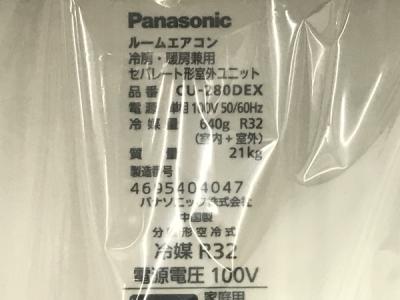 Panasonic
ルームエアコン
冷房・暖房兼用
セパレート形室外ユニット
品番 CU-280DEX
電源 単相100V 50/60Hz
冷媒量 640g R32
(室内+室外)
質量 21kg
製造番号
4695404047
パナソニック株式会社
中国製
分離形空冷式
冷媒 R32
電源電圧 100V
家庭用